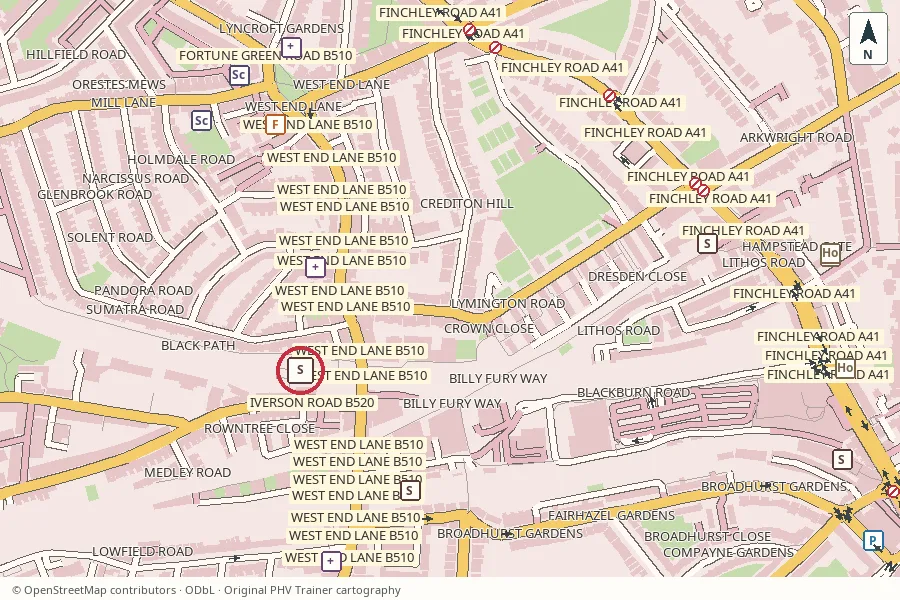 FINCHLEY ROAD A41
LYNCROFT GARDENS
FINCHLEY ROAD A41
HILLFIELD ROAD
FORTUNE GREEN ROAD B510
N
FINCHLEY ROAD A41
Sc
ORESTES MEWS
WEST END LANE
MILL LANE
WEST END LANE
FINCHLEY ROAD A41
Sc
F
WEST END LANE B510
FINCHLEY ROAD A41
ARKWRIGHT ROAD
HOLMDALE ROAD
WEST END LANE B510
NARCISSUS ROAD
FINCHLEY ROAD A41
GLENBROOK ROAD
WEST END LANE B510
FINCHLEY ROAD A41
WEST END LANE B510
CREDITON HILL
FINCHLEY ROAD A41
SOLENT ROAD
WEST END LANE B510
S
HAMPSTEAD GATE
Ho
WEST END LANE B510
LITHOS ROAD
DRESDEN CLOSE
PANDORA ROAD
WEST END LANE B510
FINCHLEY ROAD A41
SUMATRA ROAD
WEST END LANE B510
LYMINGTON ROAD
CROWN CLOSE
LITHOS ROAD
FINCHLEY ROAD A41
BLACK PATH
WEST END LANE B510
FINCHLEY ROAD A41
S
WEST END LANE B510
BILLY FURY WAY
Ho
FINCHLEY ROAD A41
BLACKBURN ROAD
IVERSON ROAD B520
BILLY FURY WAY
ROWNTREE CLOSE
WEST END LANE B510
WEST END LANE B510
S
MEDLEY ROAD
WEST END LANE B510
WEST END LANE B510
S
BROADHURST GARDENS
WEST END LANE B510
FAIRHAZEL GARDENS
WEST END LANE B510
BROADHURST GARDENS
BROADHURST CLOSE
P
LOWFIELD ROAD
WEST END LANE B510
COMPAYNE GARDENS
© OpenStreetMap contributors · ODbL · Original PHV Trainer cartography